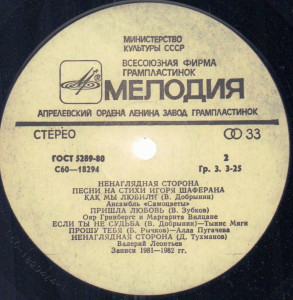 МИНИСТЕРСТВО
КУЛЬТУРЫ СССР
ВСЕСОЮЗНАЯ ФИРМА
ГРАМПЛАСТИНОК
МЕЛОДИЯ
АПРЕЛЕВСКИЙ ОРДЕНА ЛЕНИНА ЗАВОД ГРАМПЛАСТИНОК
СТЕРЕО
33
ГОСТ 5289-80
2
С60—18294
Гр. 3. 3-25
НЕНАГЛЯДНАЯ СТОРОНА
ПЕСНИ НА СТИХИ ИГОРЯ ШАФЕРАНА
КАК МЫ ЛЮБИЛИ (В. Добрынин)
Ансамбль «Самоцветы»
ПРИШЛА ЛЮБОВЬ (В. Зубков)
Ояр Гринбергс и Маргарита Вилцане
ЕСЛИ ТЫ НЕ СУДЬБА (В. Добрынин)—Тынис Мяги
ПРОШУ ТЕБЯ (В. Рычков)—Алла Пугачева
НЕНАГЛЯДНАЯ СТОРОНА (Д. Тухманов)
Валерий Леонтьев
Записи 1981—1982 гг.